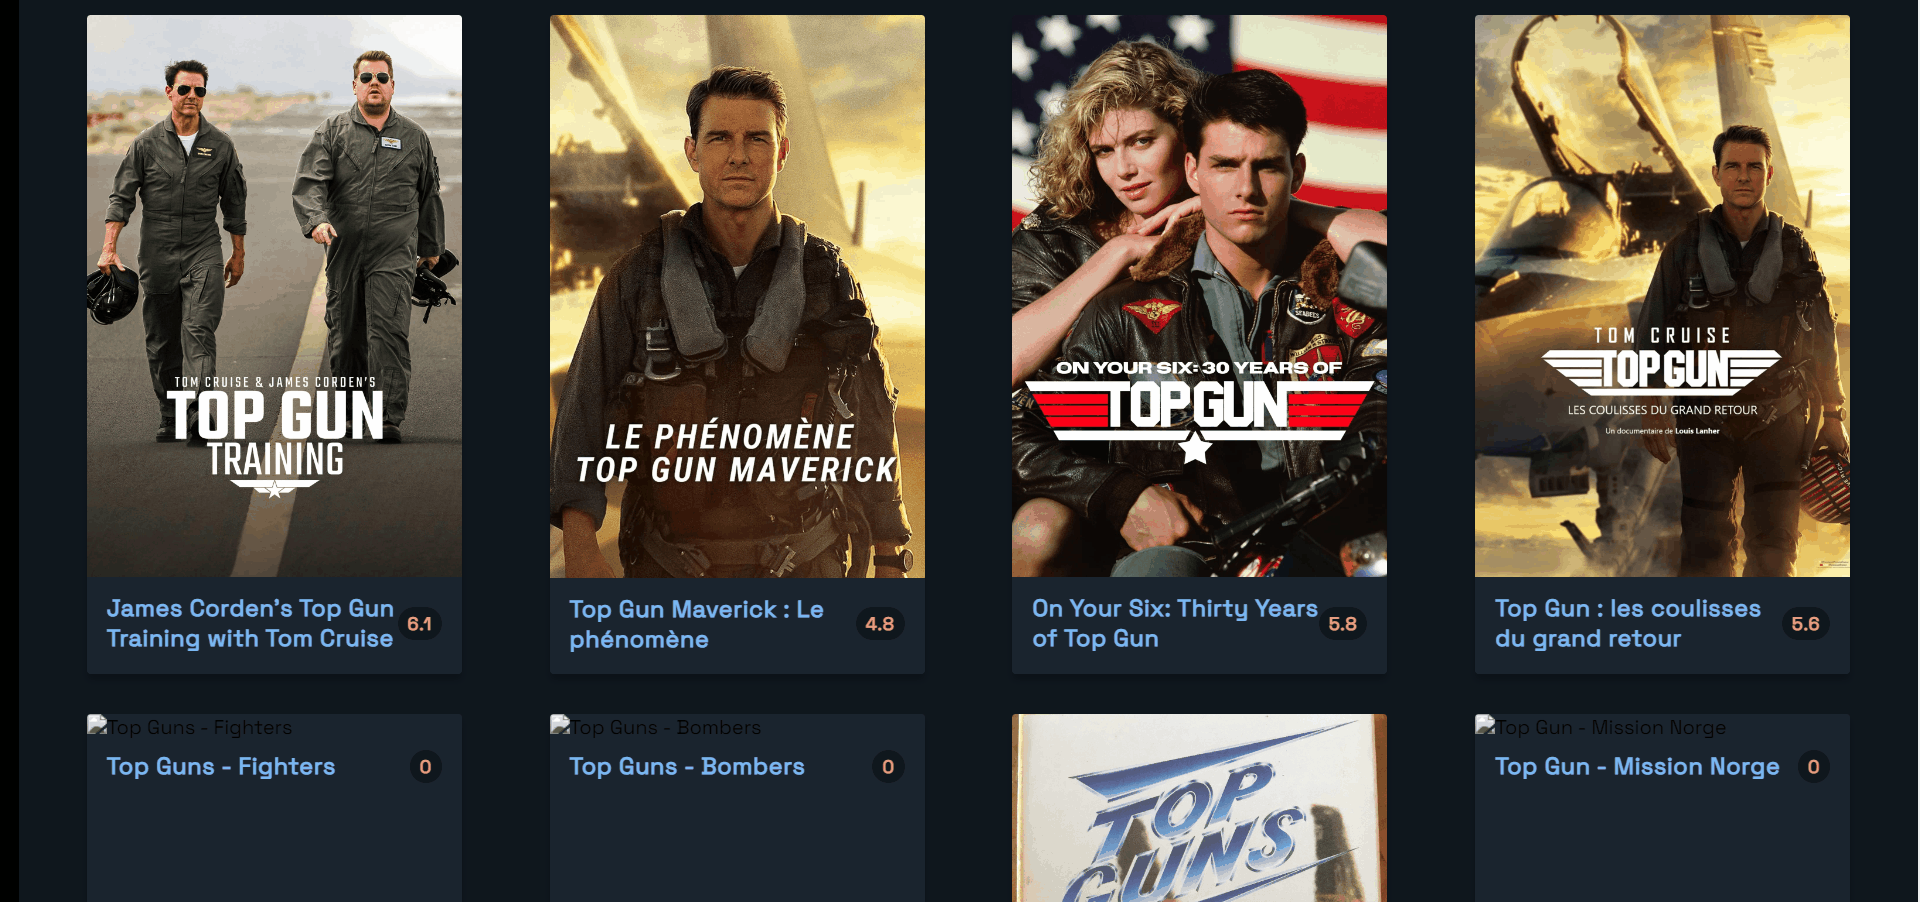 TOM CRUISE & JAMES CORDEN'S
TOP GUN
TRAINING
James Corden's Top Gun
Training with Tom Cruise
6.1
LE PHÉNOMÈNE
TOP GUN MAVERICK
Top Gun Maverick : Le
phénomène
4.8
SEABEES
ON YOUR SIX: 30 YEARS OF
TOPGUN
On Your Six: Thirty Years
of Top Gun
5.8
TOM CRUISE
TOPGUN
LES COULISSES DU GRAND RETOUR
Un documentaire de Louis Lanher
Top Gun : les coulisses
du grand retour
5.6
Top Guns - Fighters
Top Guns - Fighters
0
Top Guns - Bombers
Top Guns - Bombers
0
TOP
GUNS
Top Gun - Mission Norge
Top Gun - Mission Norge
0